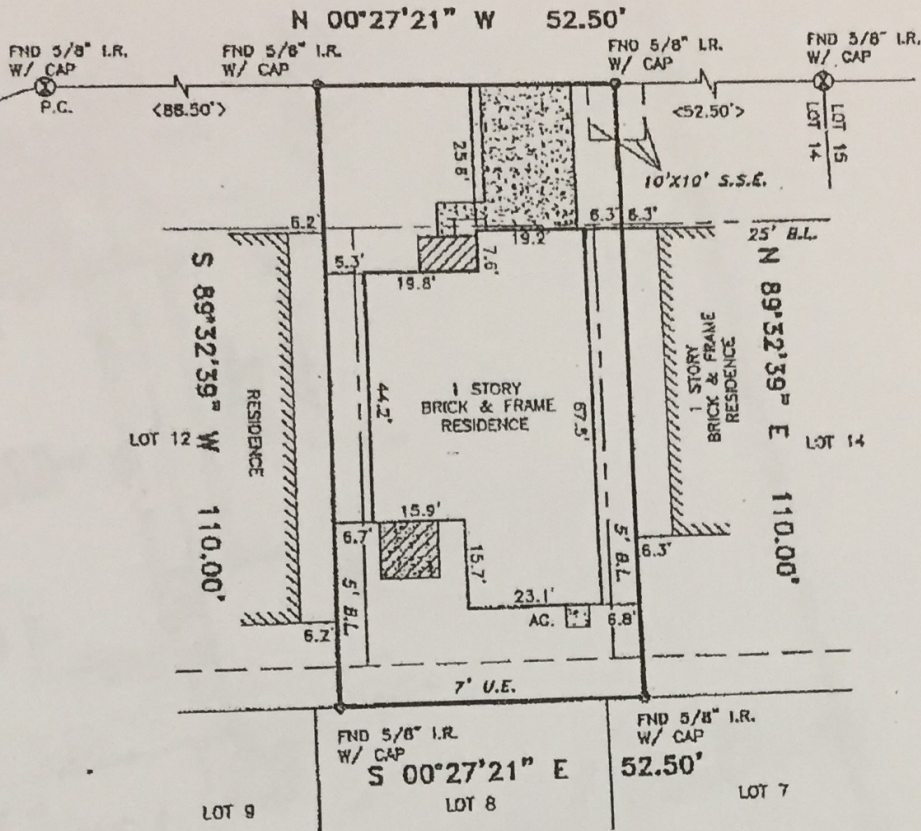 N 00°27'21" W 52.50'
FND 5/8" I.R.
W/ CAP
FND 5/8" I.R.
W/ CAP
FND 5/8" I.R.
W/ CAP
FND 5/8" I.R.
W/ CAP
P.C.
<88.50'>
<52.50'>
LOT 14
LOT 15
25.8'
10'X10' S.S.E.
6.2'
6.3'
6.3'
19.2'
25' B.L.
5.3'
7.6'
19.8'
S 89°32'39" W 110.00'
N 89°32'39" E 110.00'
1 STORY
BRICK & FRAME
RESIDENCE
1 STORY
BRICK & FRAME
RESIDENCE
44.2'
67.5'
RESIDENCE
LOT 12
LOT 14
15.9'
6.7'
15.7'
5' B.L.
6.3'
5' B.L.
23.1'
AC.
6.8'
6.2'
7' U.E.
FND 5/8" I.R.
W/ CAP
FND 5/8" I.R.
W/ CAP
S 00°27'21" E 52.50'
LOT 9
LOT 8
LOT 7